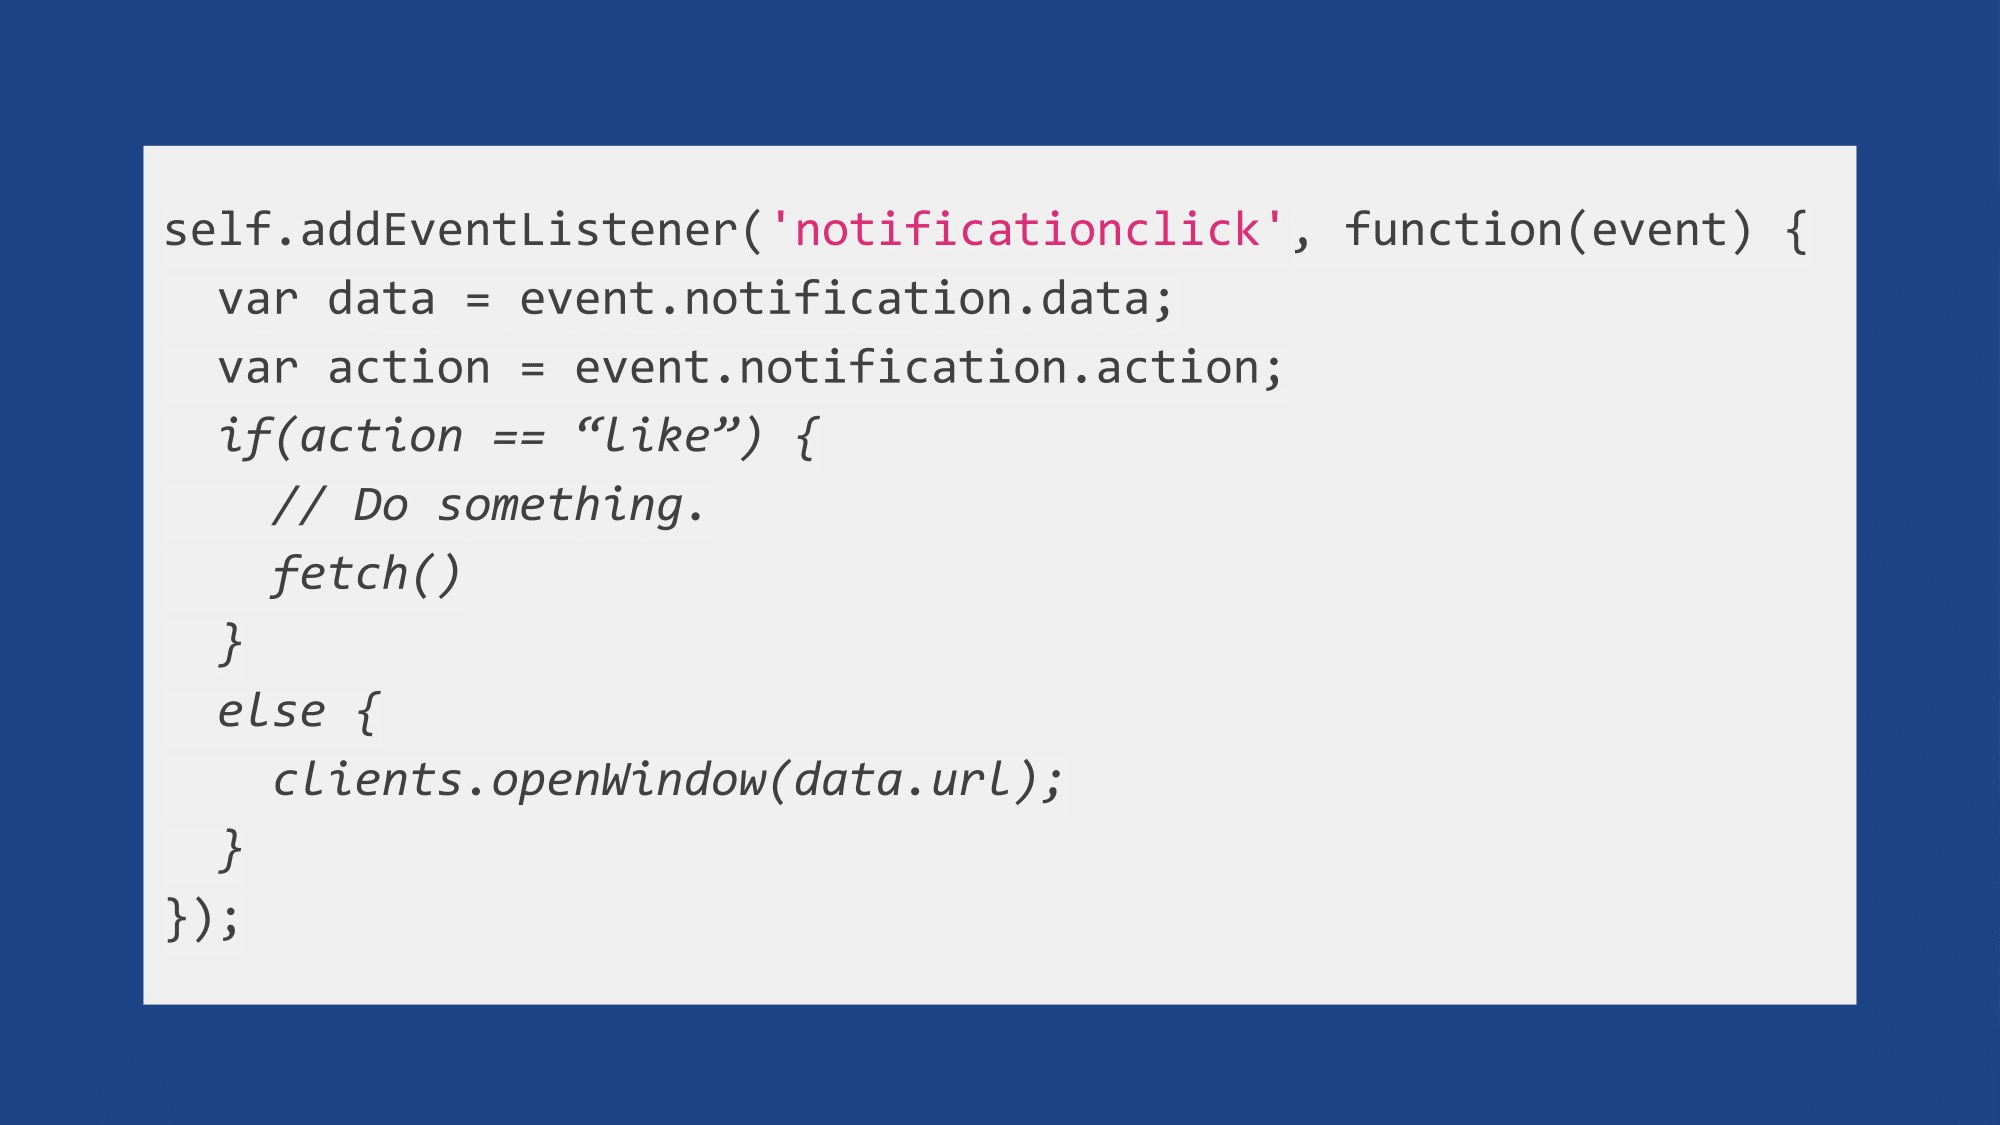 self.addEventListener('notificationclick', function(event) {
  var data = event.notification.data;
  var action = event.notification.action;
  if(action == “like”) {
    // Do something.
    fetch()
  }
  else {
    clients.openWindow(data.url);
  }
});